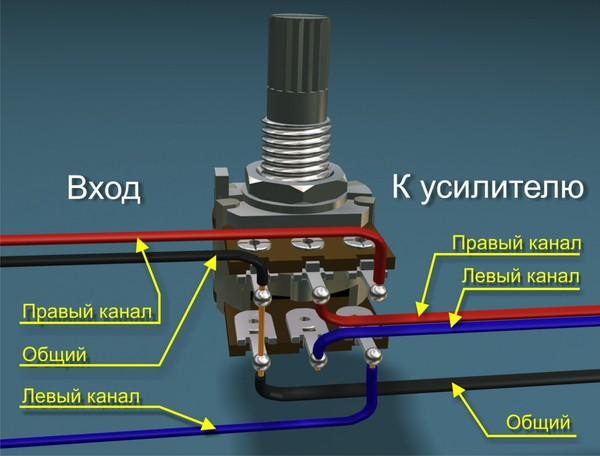 Вход
К усилителю
Правый канал
Левый канал
Правый канал
Общий
Левый канал
Общий